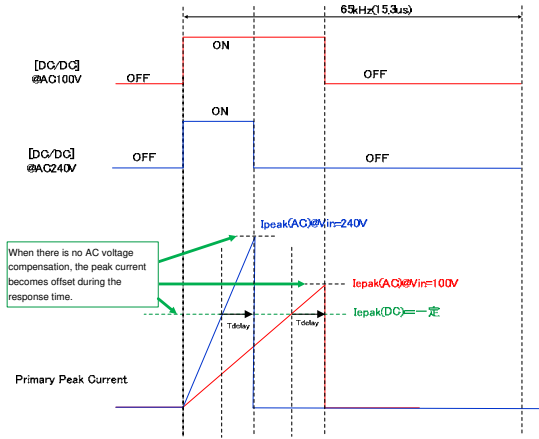 65kHz(15.3us)
ON
[DC/DC]
@AC100V
OFF
OFF
ON
[DC/DC]
@AC240V
OFF
OFF
Ipeak(AC)@Vin=240V
When there is no AC voltage
compensation, the peak current
becomes offset during the
response time.
Iepak(AC)@Vin=100V
Iepak(DC)=一定
Tdelay
Tdelay
Primary Peak Current